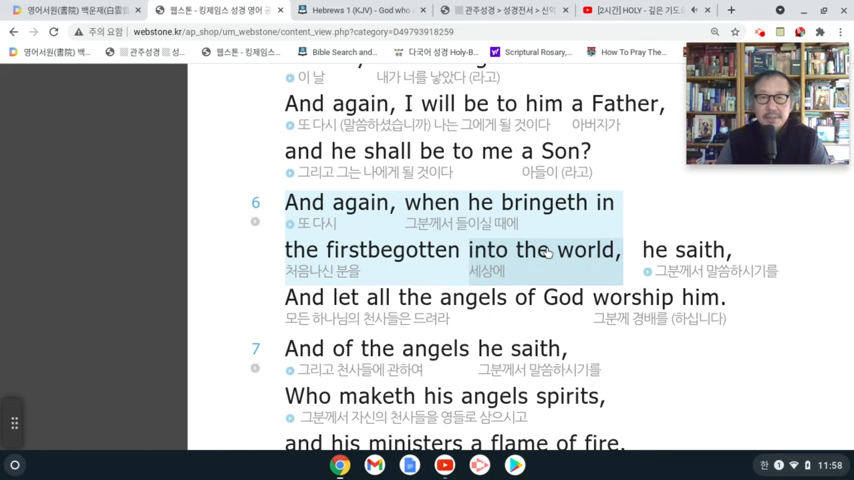 영어서원(書院) 백운재(白雲齋
웹스톤 - 킹제임스 성경 영어 공
Hebrews 1 (KJV) - God who a
▒ 관주성경 > 성경전서 > 신약
[2시간] HOLY - 깊은 기도로
주의 요함
webstone.kr/ap_shop/um_webstone/content_view.php?category=D49793918259
영어서원(書院) 백운재(白雲
▒ 관주성경 ▒ 성...
웹스톤 - 킹제임스...
Bible Search and...
다국어 성경 Holy-B...
Scriptural Rosary,...
How To Pray The...
이 날 내가 너를 낳았다 (라고)
And again, I will be to him a Father,
또 다시 (말씀하셨습니까) 나는 그에게 될 것이다 아버지가
and he shall be to me a Son?
그리고 그는 나에게 될 것이다 아들이 (라고)
6 And again, when he bringeth in
또 다시 그분께서 들이실 때에
the firstbegotten into the world, he saith,
처음나신 분을 세상에 그분께서 말씀하시기를
And let all the angels of God worship him.
모든 하나님의 천사들은 드려라 그분께 경배를 (하십니다)
7 And of the angels he saith,
그리고 천사들에 관하여 그분께서 말씀하시기를
Who maketh his angels spirits,
그분께서 자신의 천사들을 영들로 삼으시고
and his ministers a flame of fire.
한 1 11:58